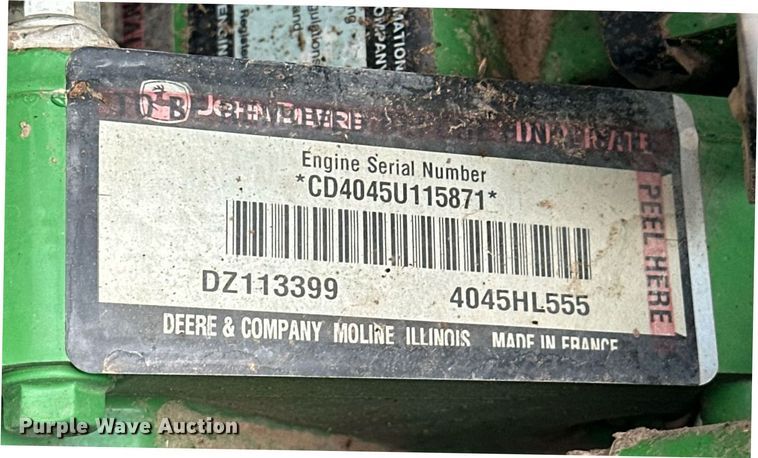 JOHN DEERE
DUPLICATE
Engine Serial Number
*CD4045U115871*
PEEL HERE
DZ113399 4045HL555
DEERE & COMPANY MOLINE ILLINOIS MADE IN FRANCE
Purple Wave Auction